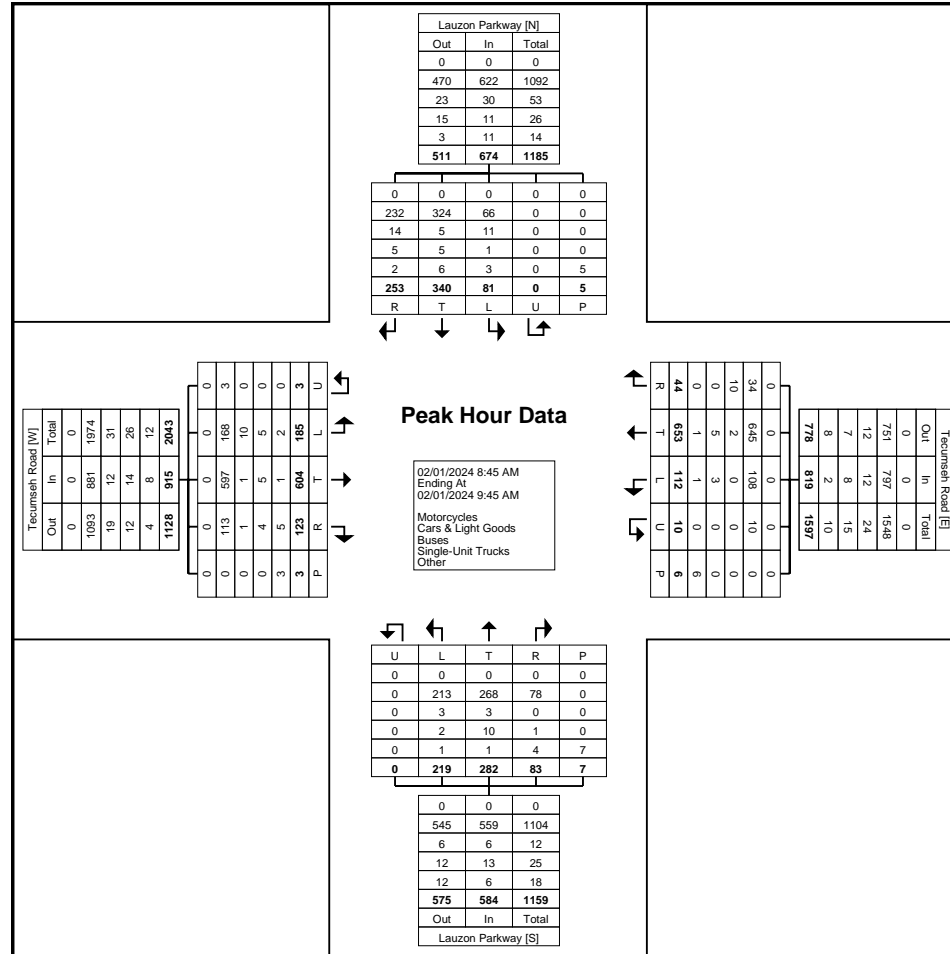 Lauzon Parkway [N]
Out In Total
0 0 0
470 622 1092
23 30 53
15 11 26
3 11 14
511 674 1185
0 0 0 0 0
232 324 66 0 0
14 5 11 0 0
5 5 1 0 0
2 6 3 0 5
253 340 81 0 5
R T L U P
U L T R P
3 185 604 123 3
0 2 1 5 3
0 5 5 4 0
0 10 1 1 0
3 168 597 113 0
0 0 0 0 0
2043 915 1128
12 8 4
26 14 12
31 12 19
1974 881 1093
0 0 0
Total In Out
Tecumseh Road [W]
Peak Hour Data
02/01/2024 8:45 AM
Ending At
02/01/2024 9:45 AM
Motorcycles
Cars & Light Goods
Buses
Single-Unit Trucks
Other
Tecumseh Road [E]
Out In Total
0 0 0
751 797 1548
12 12 24
7 8 15
8 2 10
778 819 1597
0 0 0 0 0
34 645 108 10 0
10 2 0 0 0
0 5 3 0 0
0 1 1 0 6
44 653 112 10 6
R T L U P
U L T R P
0 0 0 0 0
0 213 268 78 0
0 3 3 0 0
0 2 10 1 0
0 1 1 4 7
0 219 282 83 7
0 0 0
545 559 1104
6 6 12
12 13 25
12 6 18
575 584 1159
Out In Total
Lauzon Parkway [S]